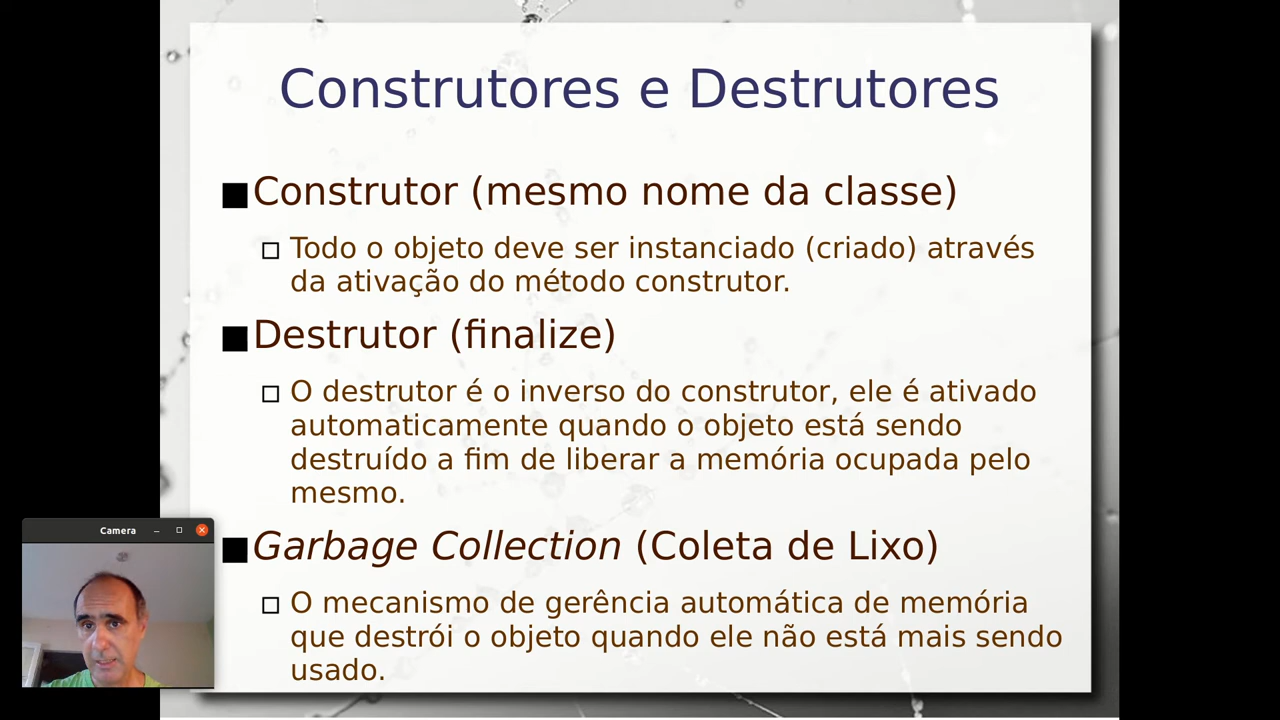 Construtores e Destrutores
Construtor (mesmo nome da classe)
Todo o objeto deve ser instanciado (criado) através
da ativação do método construtor.
Destrutor (finalize)
O destrutor é o inverso do construtor, ele é ativado
automaticamente quando o objeto está sendo
destruído a fim de liberar a memória ocupada pelo
mesmo.
Camera
Garbage Collection (Coleta de Lixo)
O mecanismo de gerência automática de memória
que destrói o objeto quando ele não está mais sendo
usado.